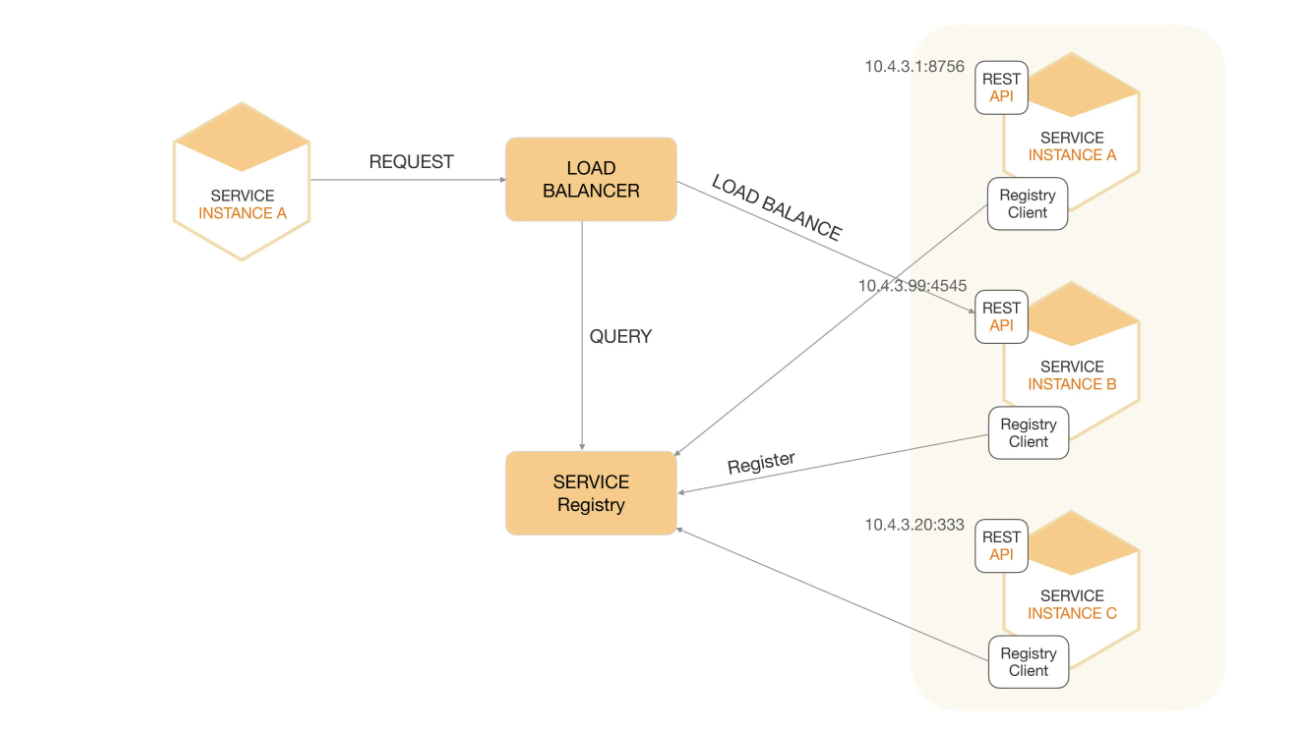 SERVICE
INSTANCE A
REQUEST
LOAD
BALANCER
LOAD BALANCE
QUERY
SERVICE
Registry
Register
10.4.3.1:8756
REST
API
SERVICE
INSTANCE A
Registry
Client
10.4.3.99:4545
REST
API
SERVICE
INSTANCE B
Registry
Client
10.4.3.20:333
REST
API
SERVICE
INSTANCE C
Registry
Client